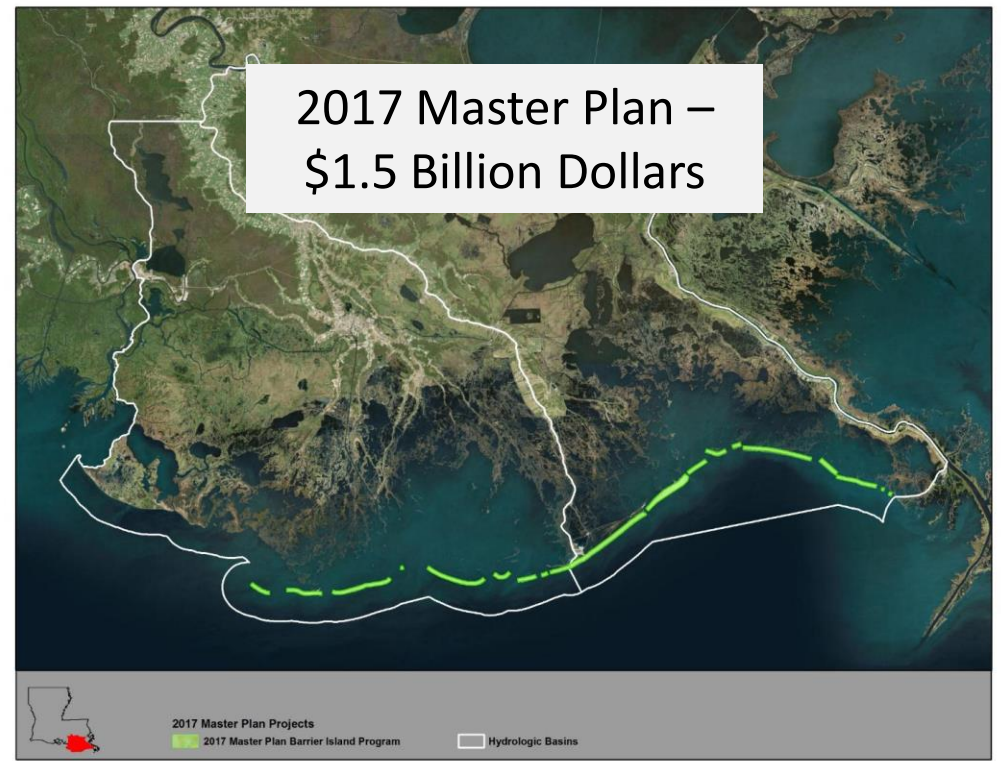 2017 Master Plan –
$1.5 Billion Dollars
2017 Master Plan Projects
2017 Master Plan Barrier Island Program
Hydrologic Basins